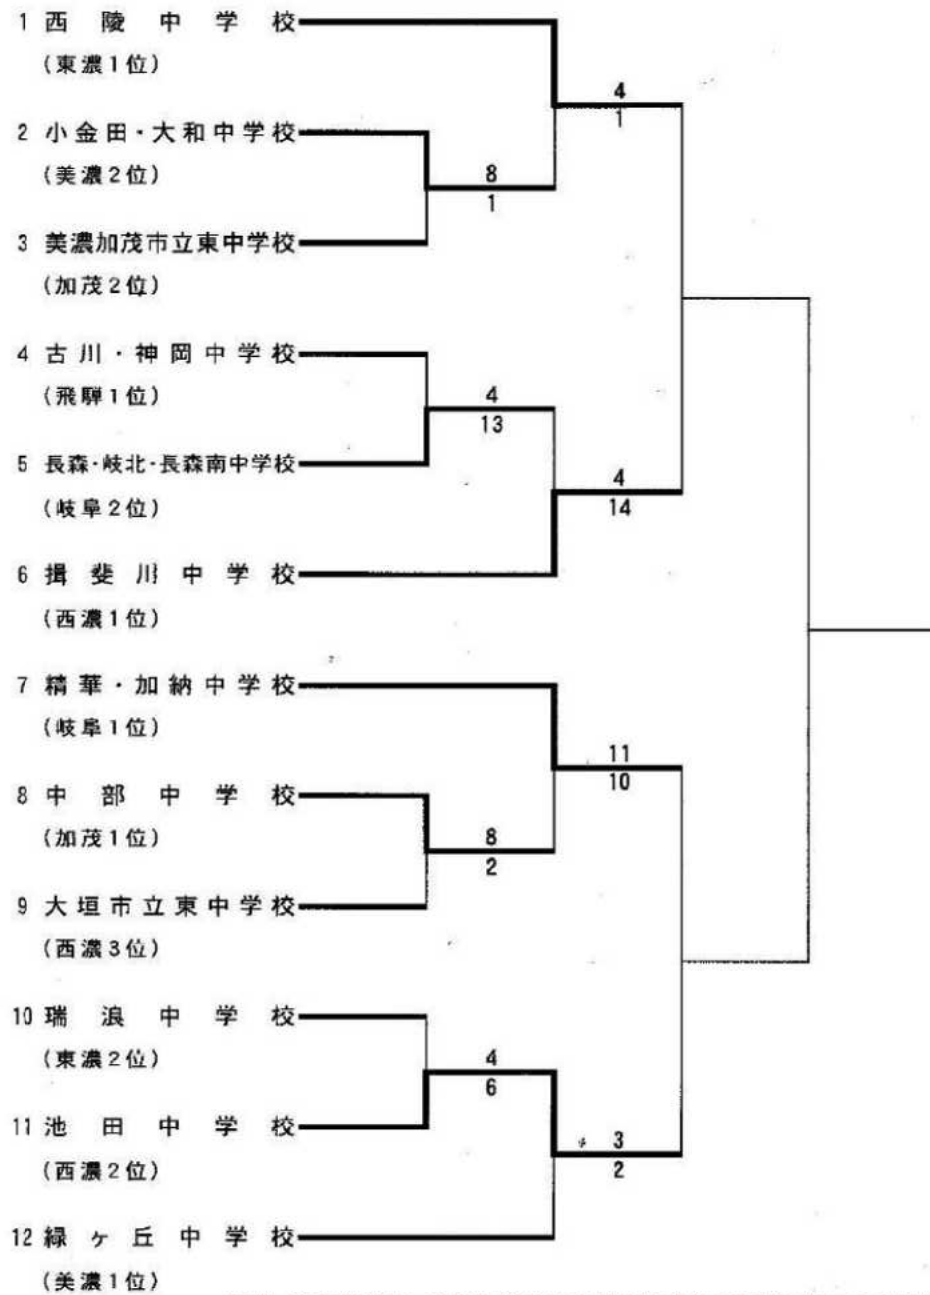 1 西陵中学校
(東濃1位)
4
1
2 小金田・大和中学校
(美濃2位)
8
1
3 美濃加茂市立東中学校
(加茂2位)
4 古川・神岡中学校
(飛騨1位)
4
13
5 長森・岐北・長森南中学校
(岐阜2位)
4
14
6 揖斐川中学校
(西濃1位)
7 精華・加納中学校
(岐阜1位)
11
10
8 中部中学校
(加茂1位)
8
2
9 大垣市立東中学校
(西濃3位)
10 瑞浪中学校
(東濃2位)
4
6
11 池田中学校
(西濃2位)
3
2
12 緑ヶ丘中学校
(美濃1位)